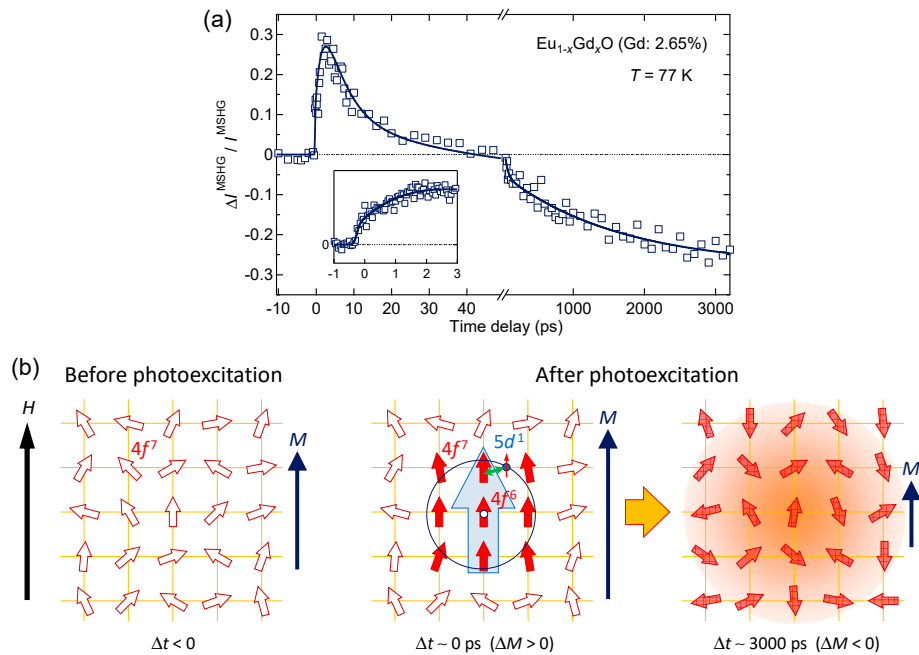 (a)
Eu1-xGdxO (Gd: 2.65%)
T = 77 K
ΔI^MSHG / I^MSHG
0.3
0.2
0.1
0
-0.1
-0.2
-0.3
0
-1 0 1 2 3
-10 0 10 20 30 40 1000 2000 3000
Time delay (ps)
(b)
Before photoexcitation
After photoexcitation
H
4f⁷
M
4f⁷
5d¹
4f⁶
M
M
Δt < 0
Δt ~ 0 ps (ΔM > 0)
Δt ~ 3000 ps (ΔM < 0)